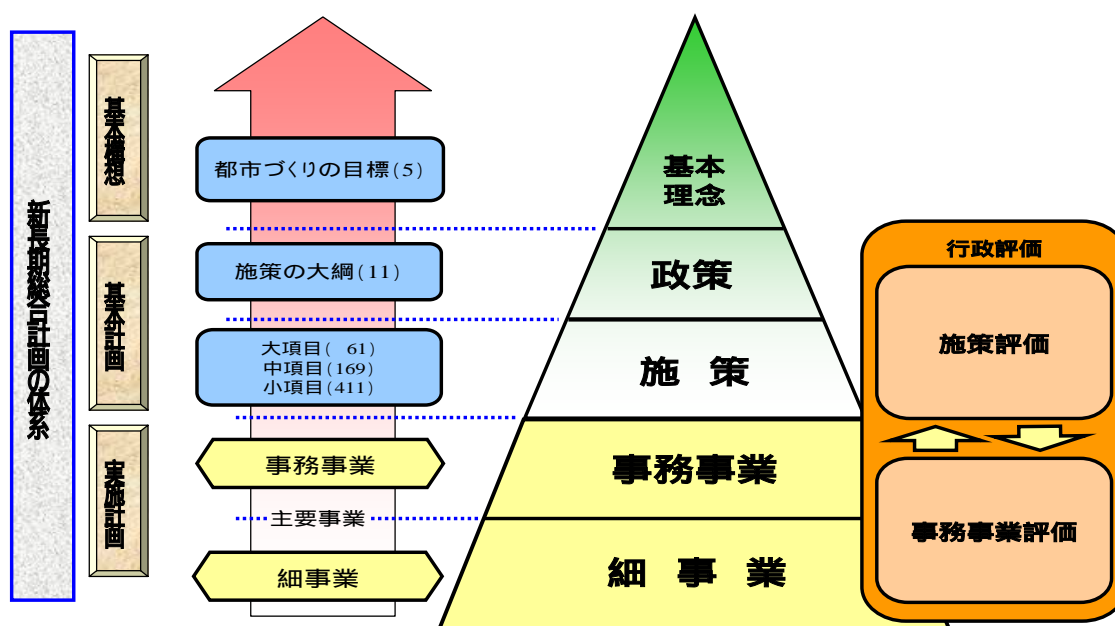 新長期総合計画の体系
基本構想
基本計画
実施計画
都市づくりの目標(5)
施策の大綱(11)
大項目( 61)
中項目(169)
小項目(411)
事務事業
主要事業
細事業
基本
理念
政策
施 策
事務事業
細 事 業
行政評価
施策評価
事務事業評価